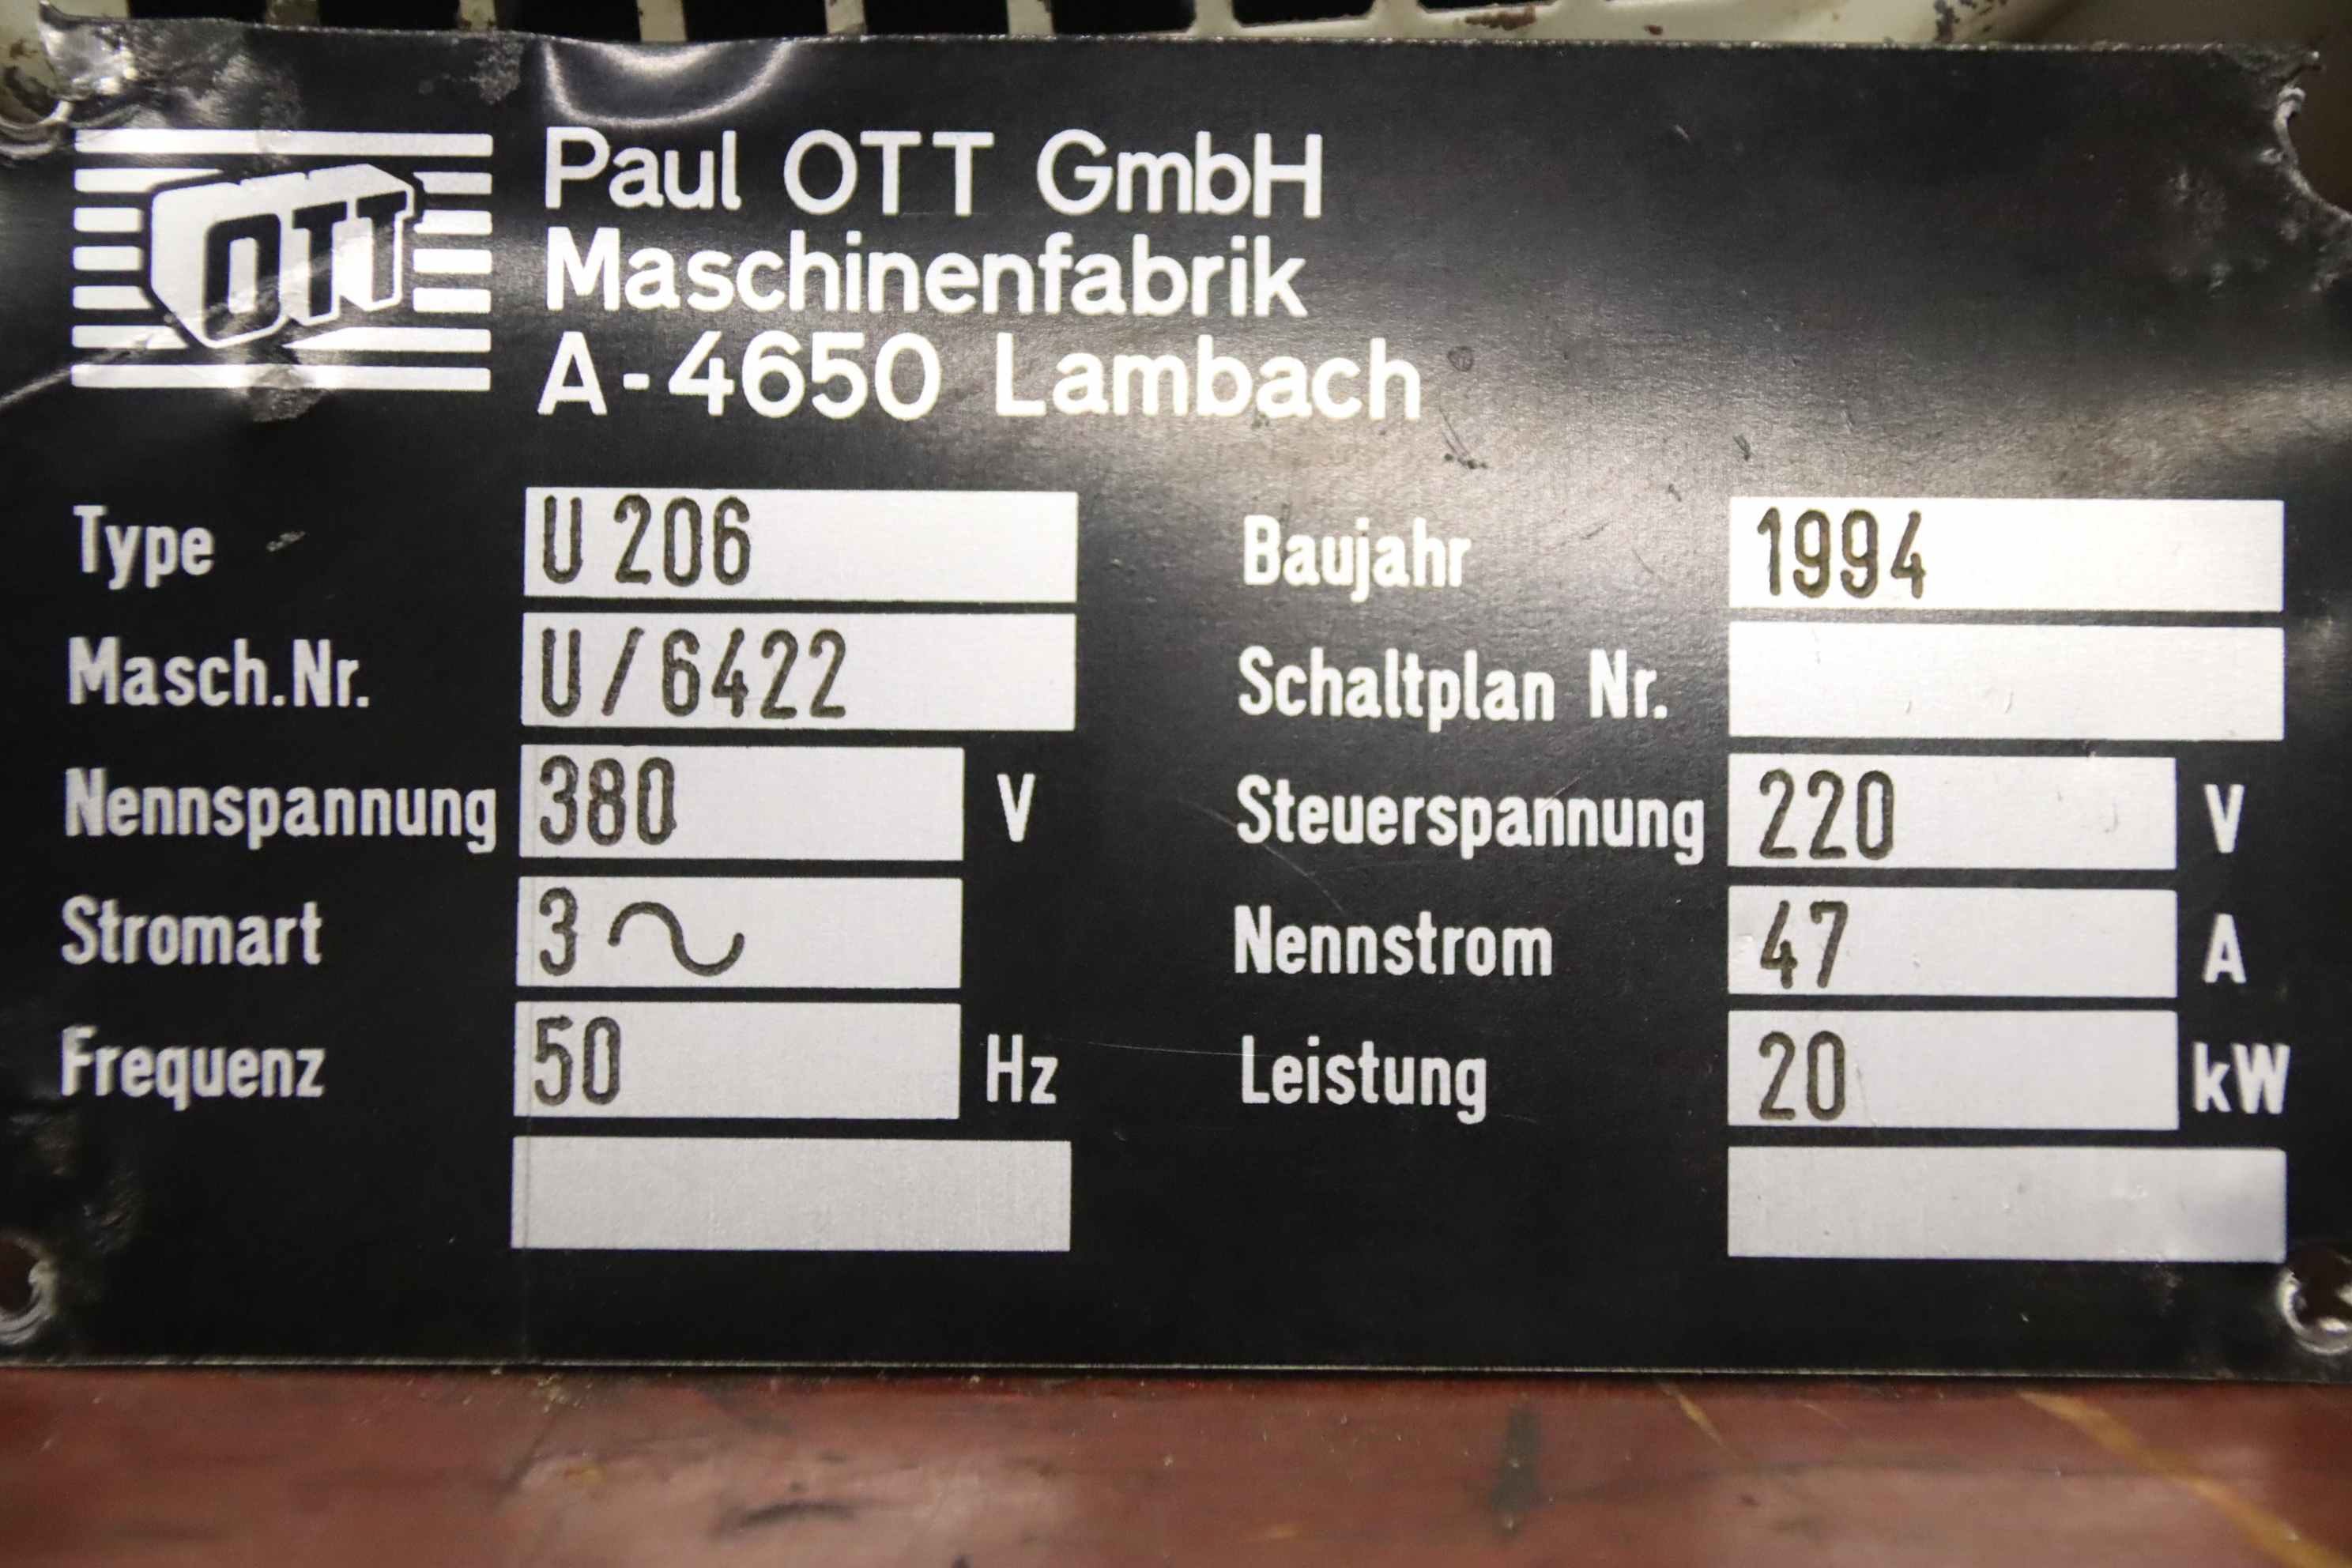 OTT
Paul OTT GmbH
Maschinenfabrik
A-4650 Lambach
Type U 206
Masch.Nr. U/6422
Nennspannung 380 V
Stromart 3 ~
Frequenz 50 Hz
Baujahr 1994
Schaltplan Nr.
Steuerspannung 220 V
Nennstrom 47 A
Leistung 20 kW